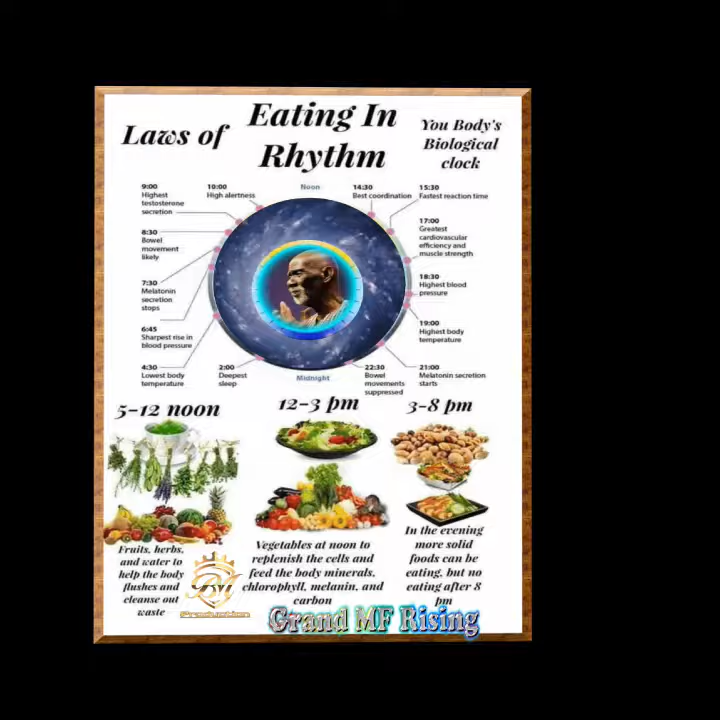 Laws of
Eating In
Rhythm
You Body's
Biological
clock
9:00
Highest
testosterone
secretion
10:00
High alertness
Noon
14:30
Best coordination
15:30
Fastest reaction time
8:30
Bowel
movement
likely
17:00
Greatest
cardiovascular
efficiency and
muscle strength
7:30
Melatonin
secretion
stops
18:30
Highest blood
pressure
6:45
Sharpest rise in
blood pressure
19:00
Highest body
temperature
4:30
Lowest body
temperature
2:00
Deepest
sleep
Midnight
22:30
Bowel
movements
suppressed
21:00
Melatonin secretion
starts
5-12 noon
12-3 pm
3-8 pm
Fruits, herbs,
and water to
help the body
flushes and
cleanse out
waste
Vegetables at noon to
replenish the cells and
feed the body minerals,
chlorophyll, melanin, and
carbon
In the evening
more solid
foods can be
eating, but no
eating after 8
pm
Production
Grand MF Rising